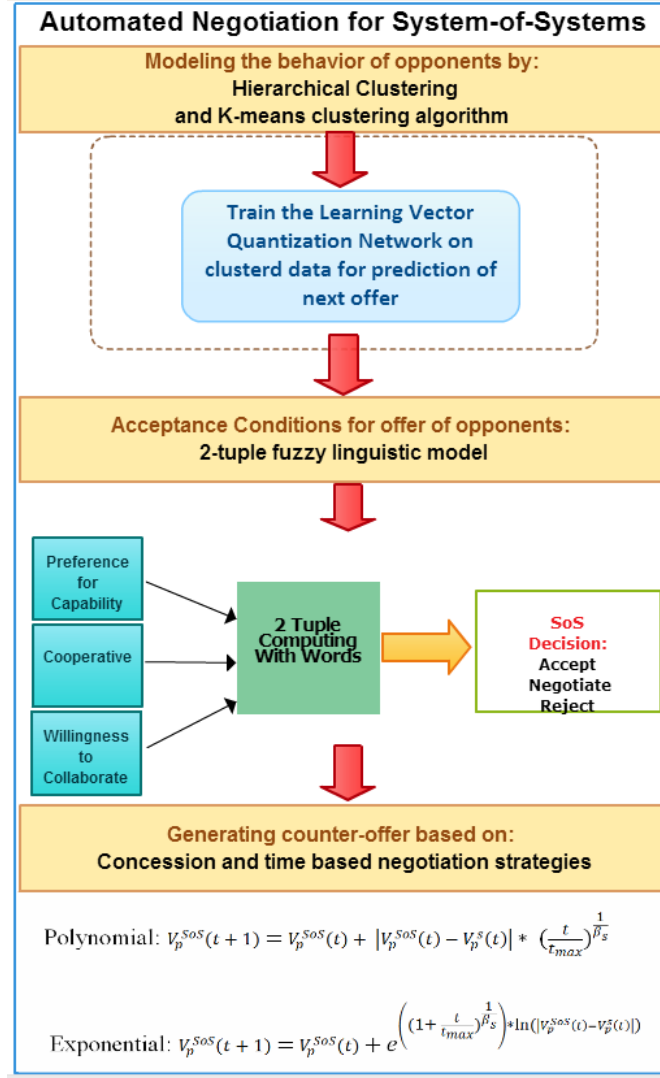 Automated Negotiation for System-of-Systems
Modeling the behavior of opponents by:
Hierarchical Clustering
and K-means clustering algorithm
Train the Learning Vector
Quantization Network on
clusterd data for prediction of
next offer
Acceptance Conditions for offer of opponents:
2-tuple fuzzy linguistic model
Preference
for
Capability
Cooperative
Willingness
to
Collaborate
2 Tuple
Computing
With Words
SoS
Decision:
Accept
Negotiate
Reject
Generating counter-offer based on:
Concession and time based negotiation strategies
Polynomial: V_p^{SoS}(t + 1) = V_p^{SoS}(t) + |V_p^{SoS}(t) − V_p^{s}(t)| * (t/t_{max})^{1/β_s}
Exponential: V_p^{SoS}(t + 1) = V_p^{SoS}(t) + e^{((1+t/t_{max})^{1/β_s})*ln(|V_p^{SoS}(t)−V_p^{s}(t)|)}